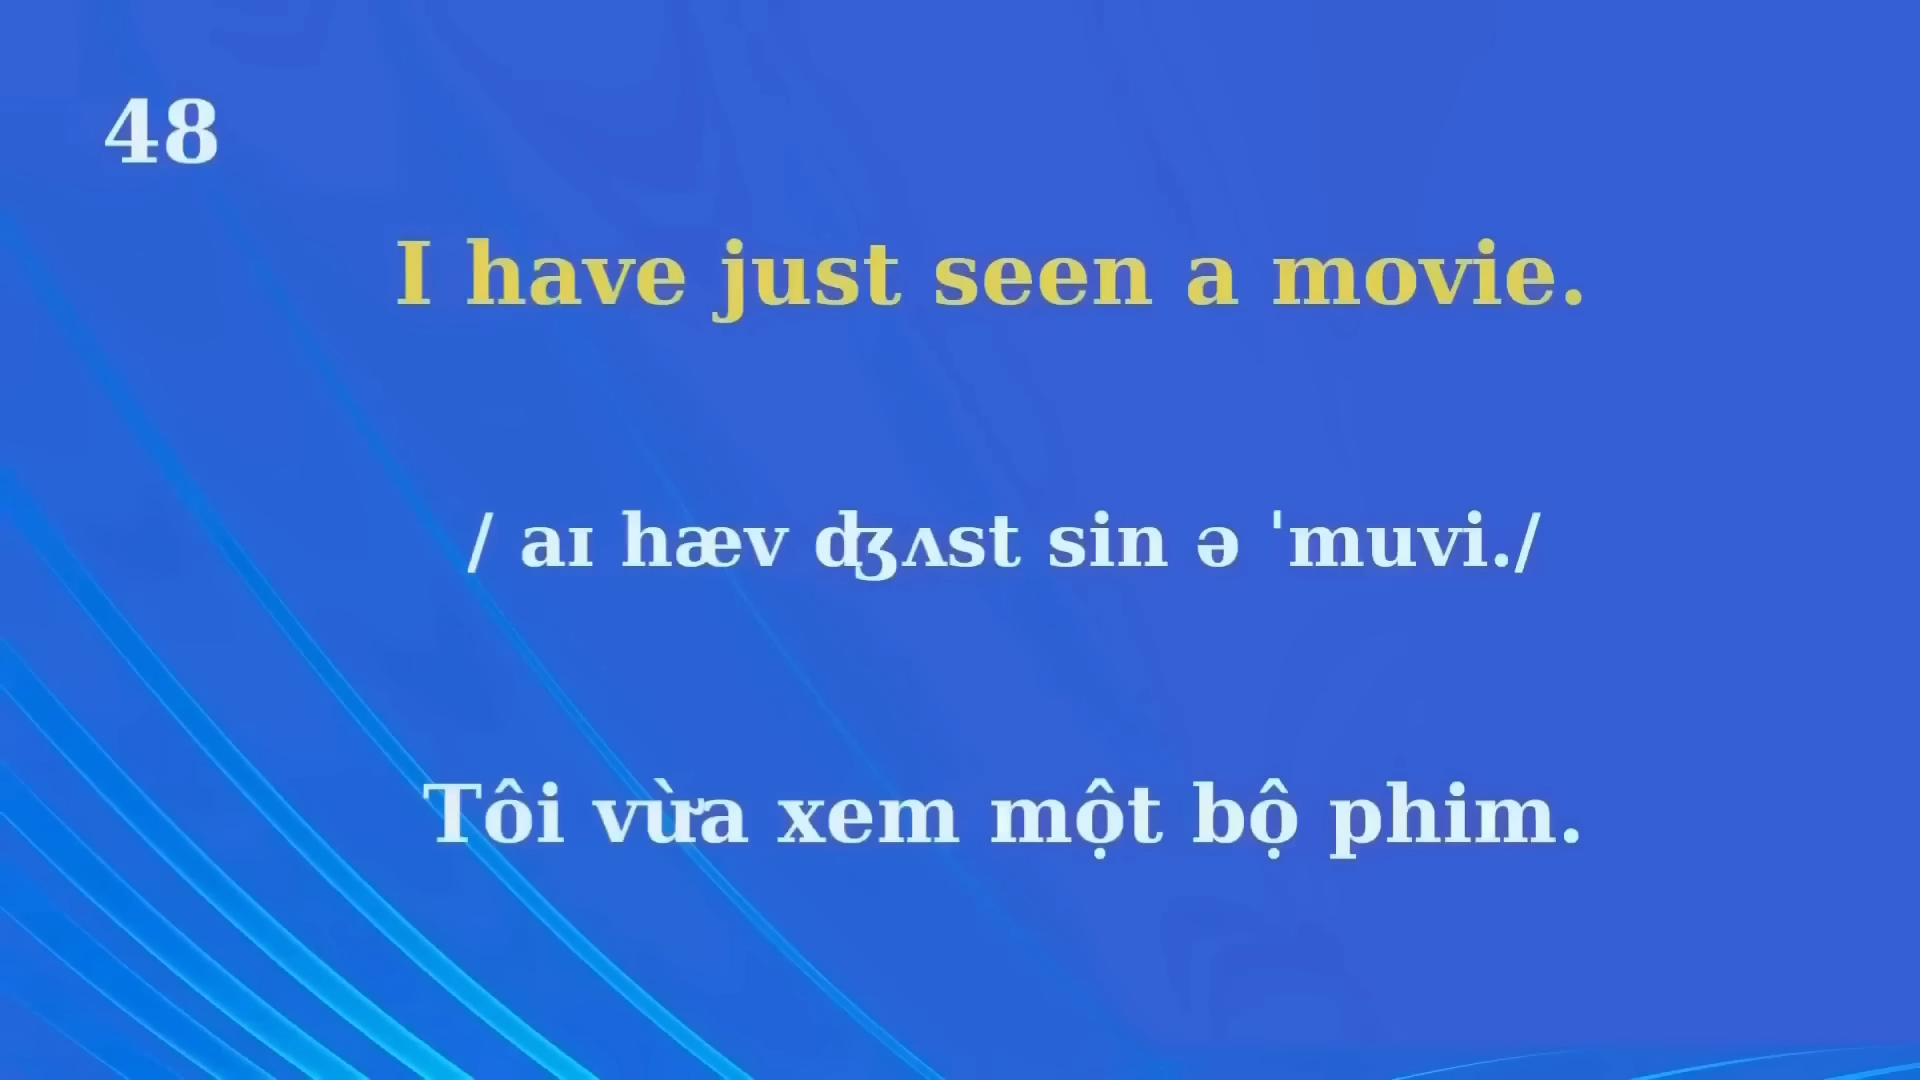 48
I have just seen a movie.
/ aɪ hæv ʤʌst sin ə ˈmuvi./
Tôi vừa xem một bộ phim.